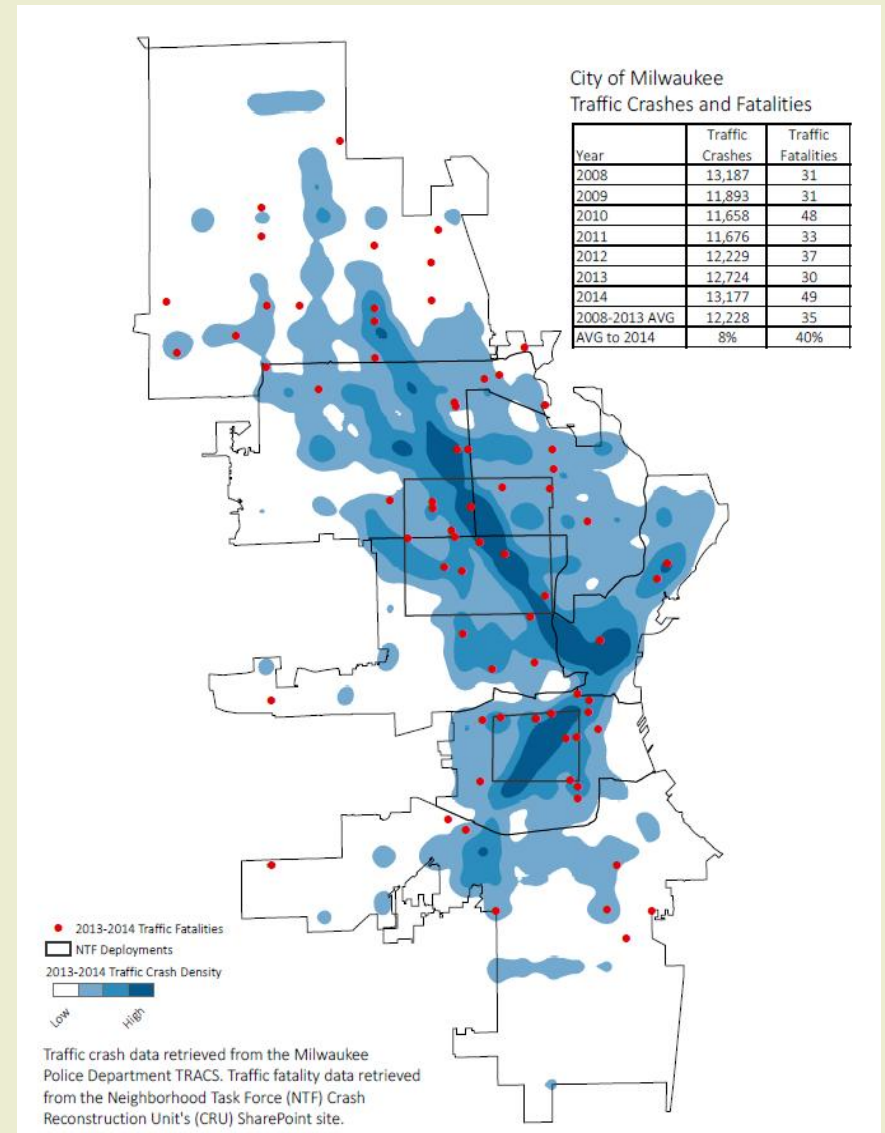 City of Milwaukee
Traffic Crashes and Fatalities
Year Traffic Crashes Traffic Fatalities
2008 13,187 31
2009 11,893 31
2010 11,658 48
2011 11,676 33
2012 12,229 37
2013 12,724 30
2014 13,177 49
2008-2013 AVG 12,228 35
AVG to 2014 8% 40%
2013-2014 Traffic Fatalities
NTF Deployments
2013-2014 Traffic Crash Density
Low High
Traffic crash data retrieved from the Milwaukee
Police Department TRACS. Traffic fatality data retrieved
from the Neighborhood Task Force (NTF) Crash
Reconstruction Unit's (CRU) SharePoint site.